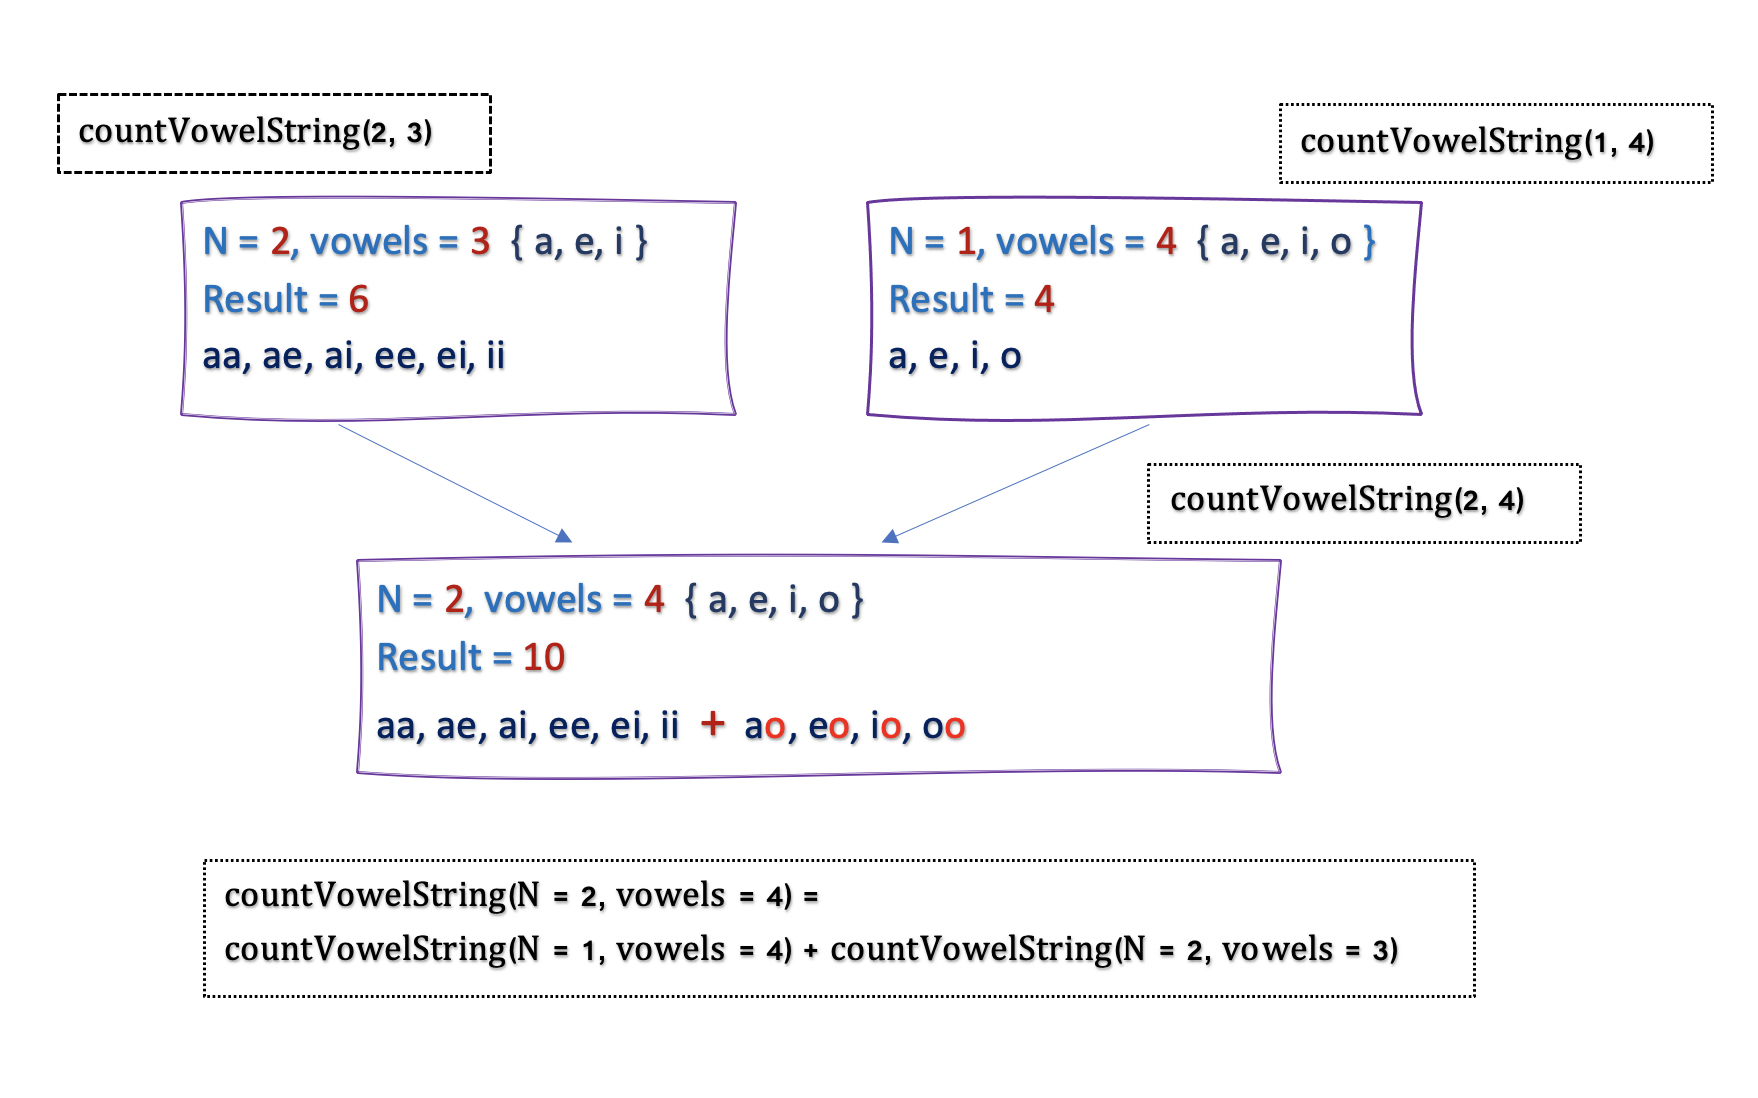 countVowelString(2, 3)
countVowelString(1, 4)
N = 2, vowels = 3 { a, e, i }
Result = 6
aa, ae, ai, ee, ei, ii
N = 1, vowels = 4 { a, e, i, o }
Result = 4
a, e, i, o
countVowelString(2, 4)
N = 2, vowels = 4 { a, e, i, o }
Result = 10
aa, ae, ai, ee, ei, ii + ao, eo, io, oo
countVowelString(N = 2, vowels = 4) =
countVowelString(N = 1, vowels = 4) + countVowelString(N = 2, vowels = 3)